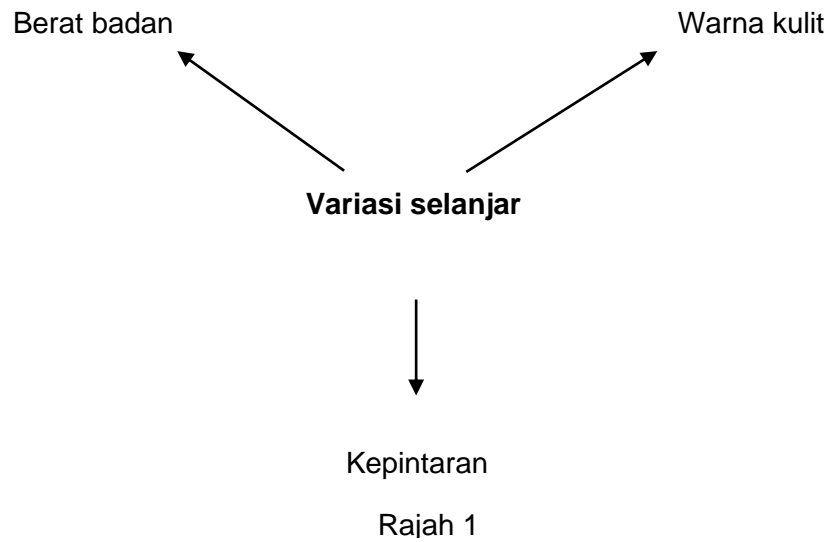 Berat badan
Warna kulit
Variasi selanjar
Kepintaran
Rajah 1